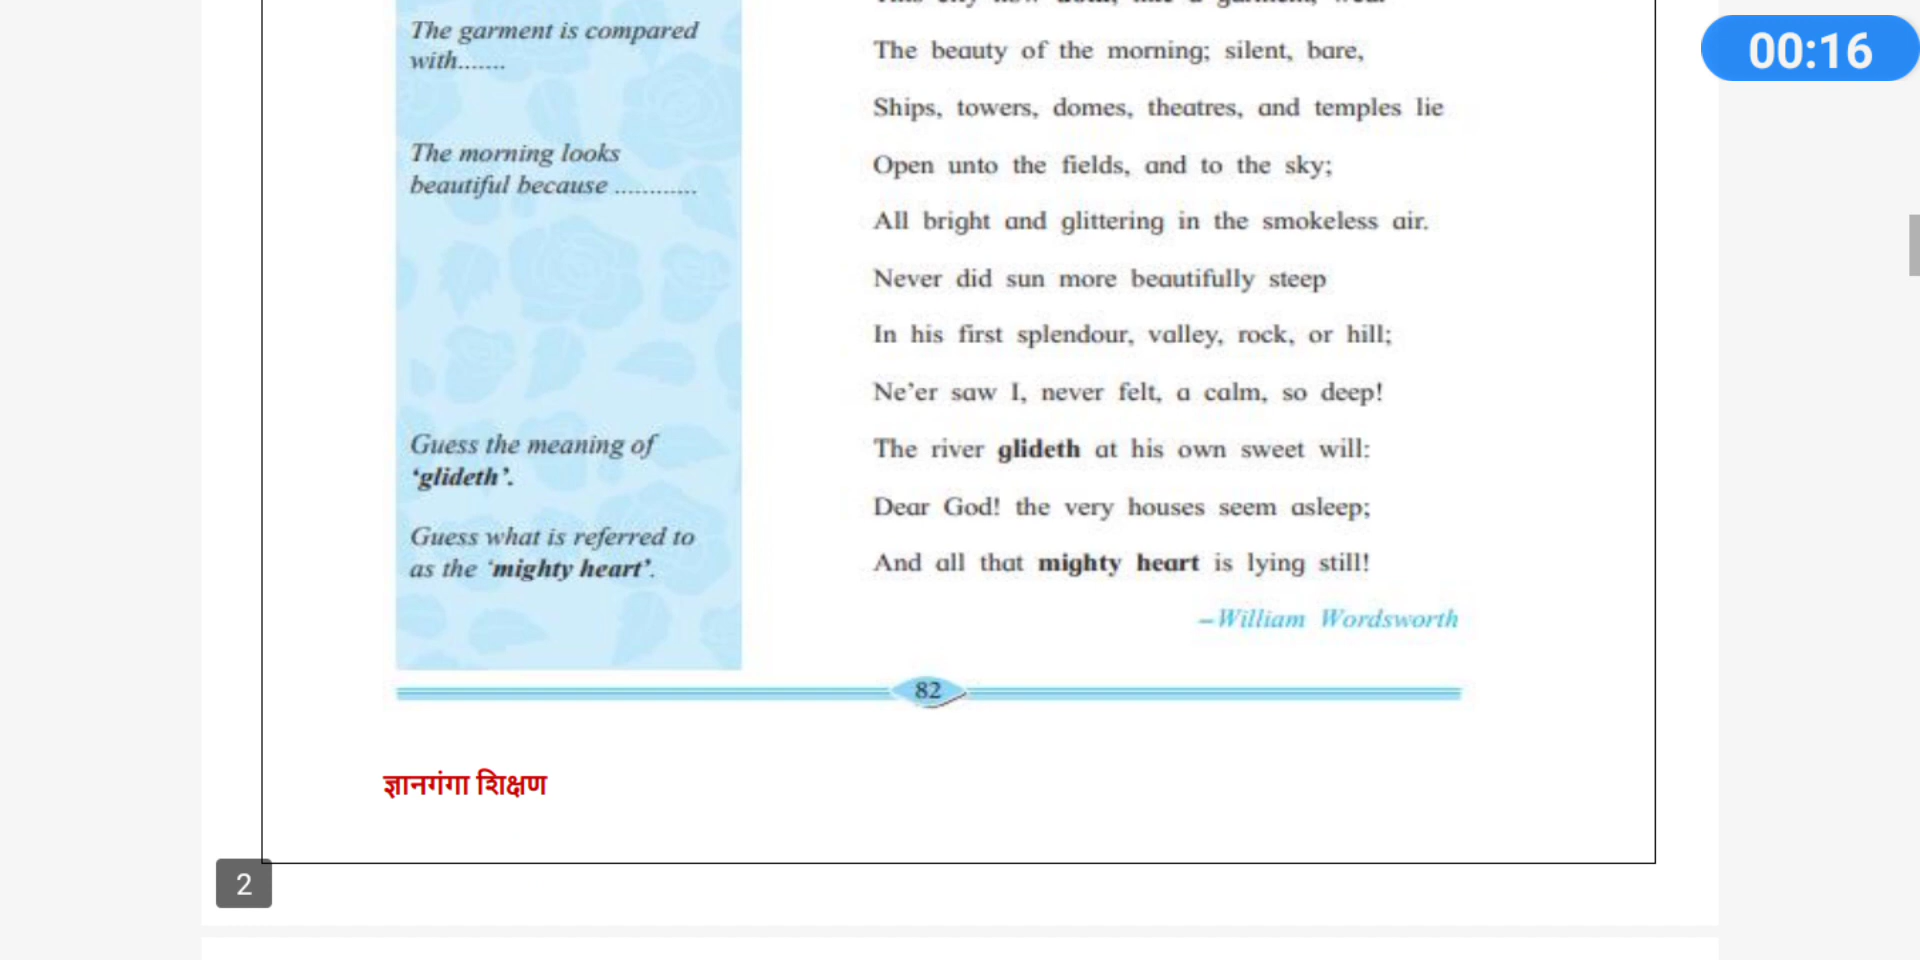 The garment is compared
with.......
The morning looks
beautiful because ............
Guess the meaning of
‘glideth’.
Guess what is referred to
as the ‘mighty heart’.
The beauty of the morning; silent, bare,
Ships, towers, domes, theatres, and temples lie
Open unto the fields, and to the sky;
All bright and glittering in the smokeless air.
Never did sun more beautifully steep
In his first splendour, valley, rock, or hill;
Ne’er saw I, never felt, a calm, so deep!
The river glideth at his own sweet will:
Dear God! the very houses seem asleep;
And all that mighty heart is lying still!
–William Wordsworth
82
ज्ञानगंगा शिक्षण
2
00:16